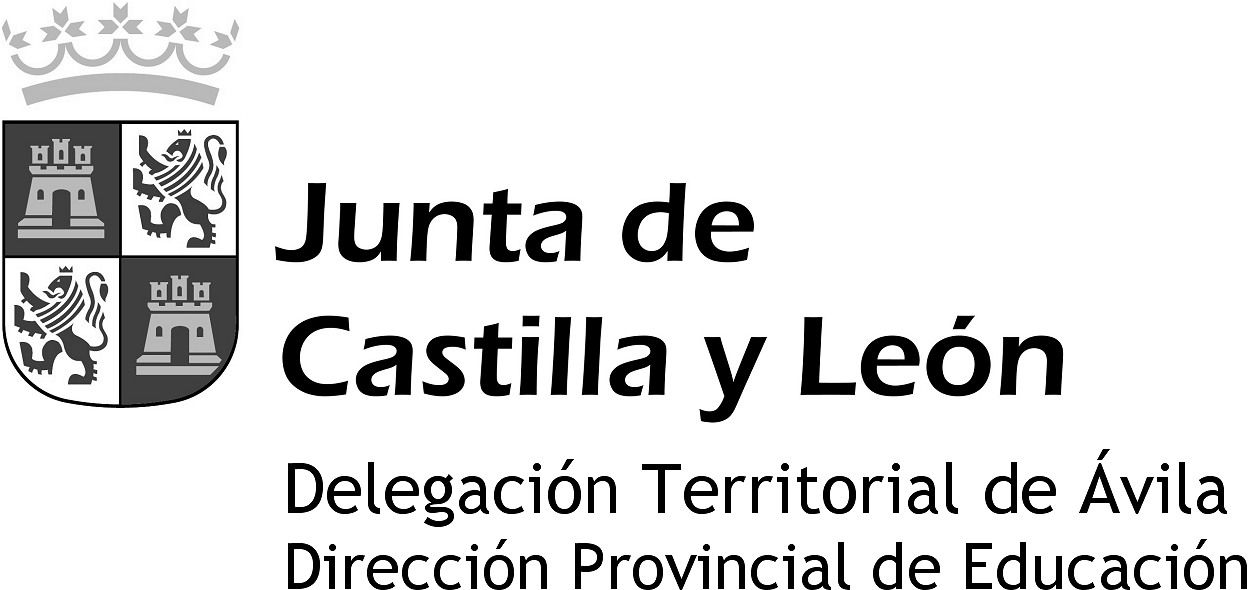 Junta de
Castilla y León
Delegación Territorial de Ávila
Dirección Provincial de Educación